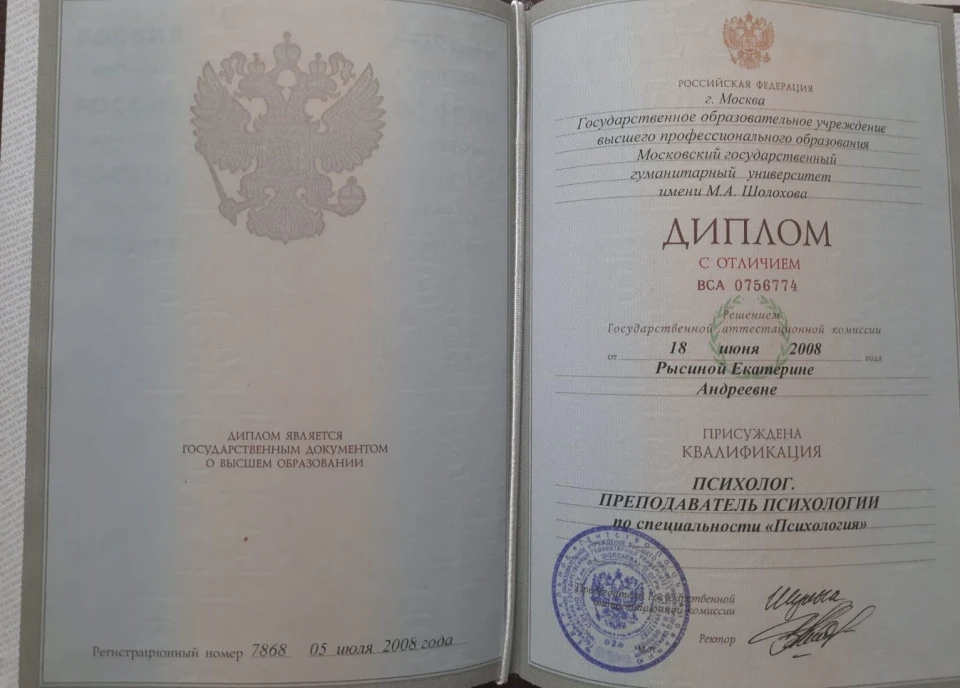 ДИПЛОМ ЯВЛЯЕТСЯ
ГОСУДАРСТВЕННЫМ ДОКУМЕНТОМ
О ВЫСШЕМ ОБРАЗОВАНИИ
Регистрационный номер 7868 05 июля 2008 года
РОССИЙСКАЯ ФЕДЕРАЦИЯ
г. Москва
Государственное образовательное учреждение
высшего профессионального образования
Московский государственный
гуманитарный университет
имени М.А. Шолохова
ДИПЛОМ
С ОТЛИЧИЕМ
ВСА 0756774
Решением
Государственной аттестационной комиссии
от 18 июня 2008 года
Рысиной Екатерине
Андреевне
ПРИСУЖДЕНА
КВАЛИФИКАЦИЯ
ПСИХОЛОГ.
ПРЕПОДАВАТЕЛЬ ПСИХОЛОГИИ
по специальности «Психология»
Председатель Государственной
аттестационной комиссии
Ректор